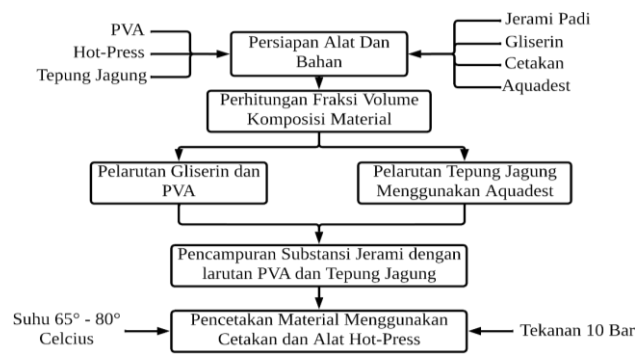 PVA
Hot-Press
Tepung Jagung
Persiapan Alat Dan
Bahan
Jerami Padi
Gliserin
Cetakan
Aquadest
Perhitungan Fraksi Volume
Komposisi Material
Pelarutan Gliserin dan
PVA
Pelarutan Tepung Jagung
Menggunakan Aquadest
Pencampuran Substansi Jerami dengan
larutan PVA dan Tepung Jagung
Suhu 65° - 80°
Celcius
Pencetakan Material Menggunakan
Cetakan dan Alat Hot-Press
Tekanan 10 Bar